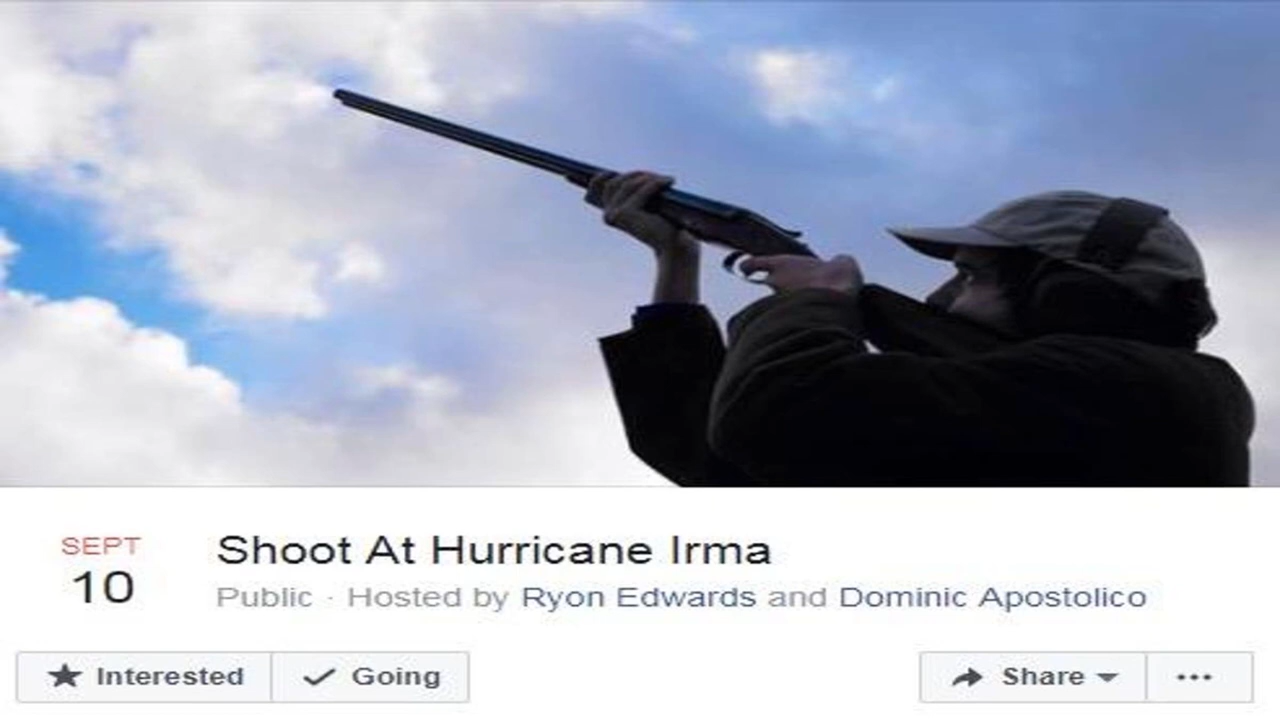 SEPT
10
Shoot At Hurricane Irma
Public · Hosted by Ryon Edwards and Dominic Apostolico
Interested Going Share ...